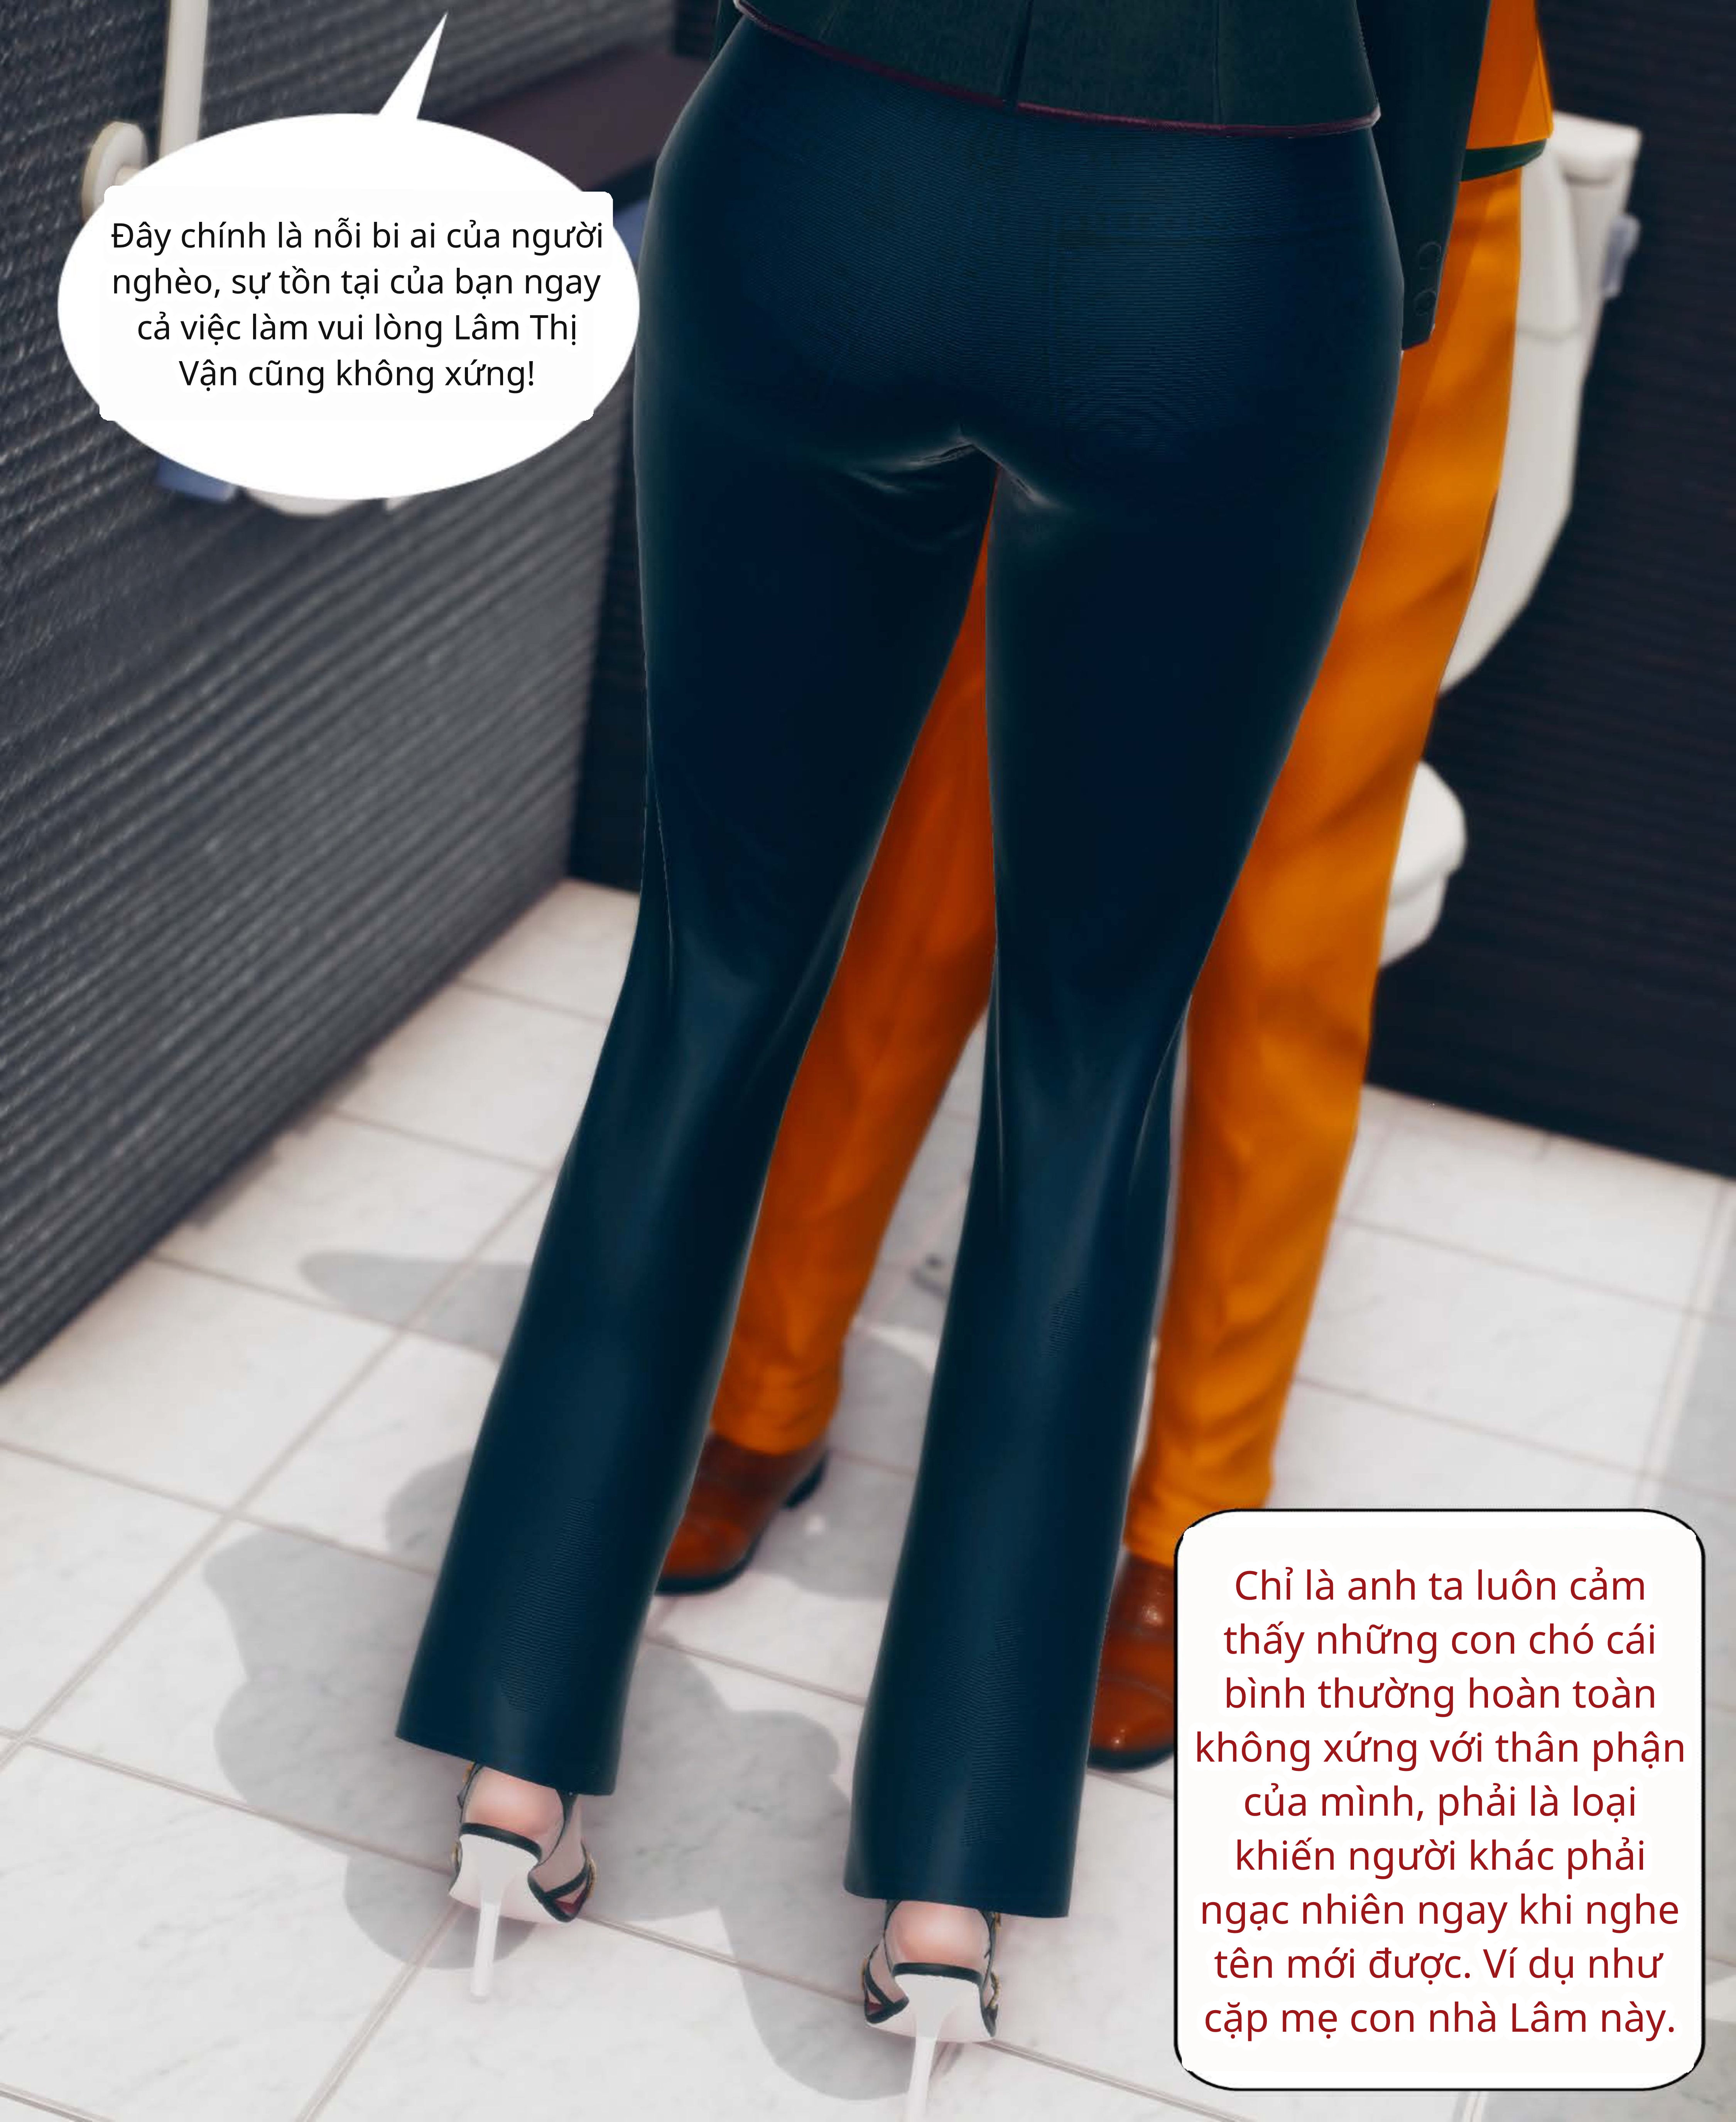 Đây chính là nỗi bi ai của người
nghèo, sự tồn tại của bạn ngay
cả việc làm vui lòng Lâm Thị
Vận cũng không xứng!
Chỉ là anh ta luôn cảm
thấy những con chó cái
bình thường hoàn toàn
không xứng với thân phận
của mình, phải là loại
khiến người khác phải
ngạc nhiên ngay khi nghe
tên mới được. Ví dụ như
cặp mẹ con nhà Lâm này.